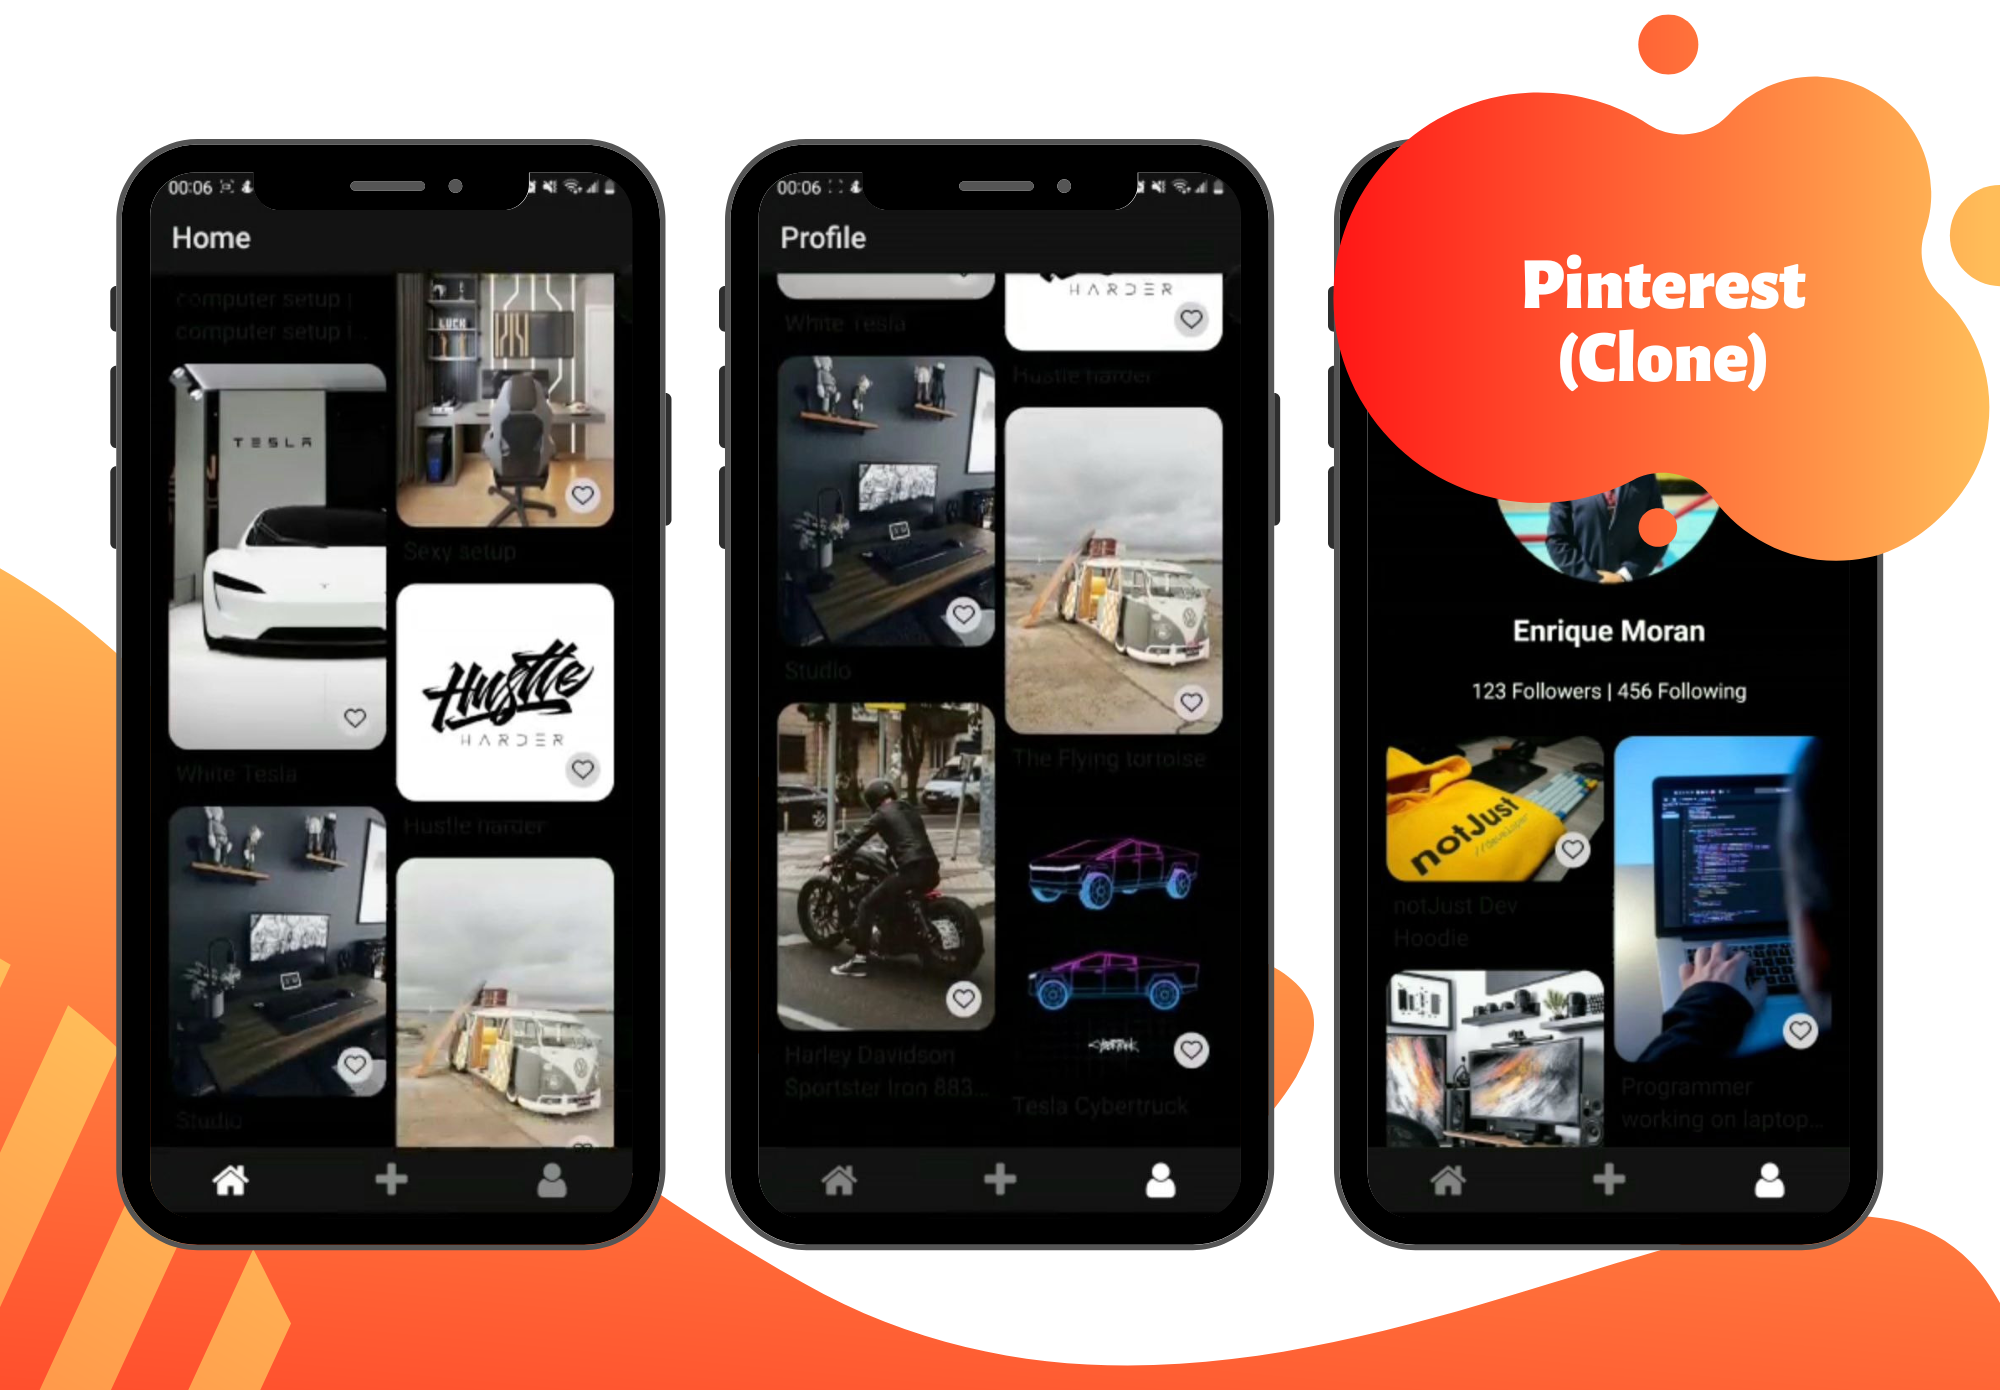 00:06
Home
computer setup |
computer setup i...
LUCK
TESLA
Sexy setup
White Tesla
Hustle
HARDER
Hustle harder
Studio
00:06
Profile
White Tesla
HARDER
Hustle harder
Studio
The Flying tortoise
Harley Davidson
Sportster Iron 883...
Tesla Cybertruck
Pinterest
(Clone)
Enrique Moran
123 Followers | 456 Following
notJust
//developer
notJust Dev
Hoodie
Programmer
working on laptop...